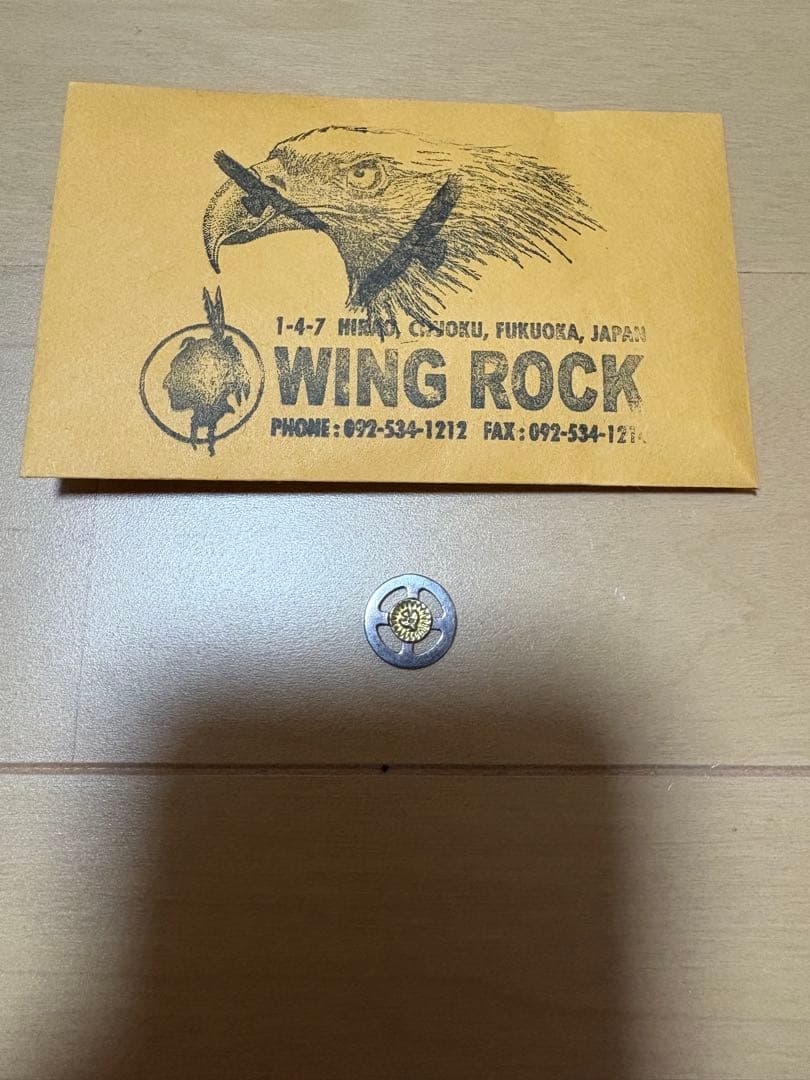 1-4-7 HIRAO, CHUOKU, FUKUOKA, JAPAN
WING ROCK
PHONE : 092-534-1212 FAX : 092-534-121